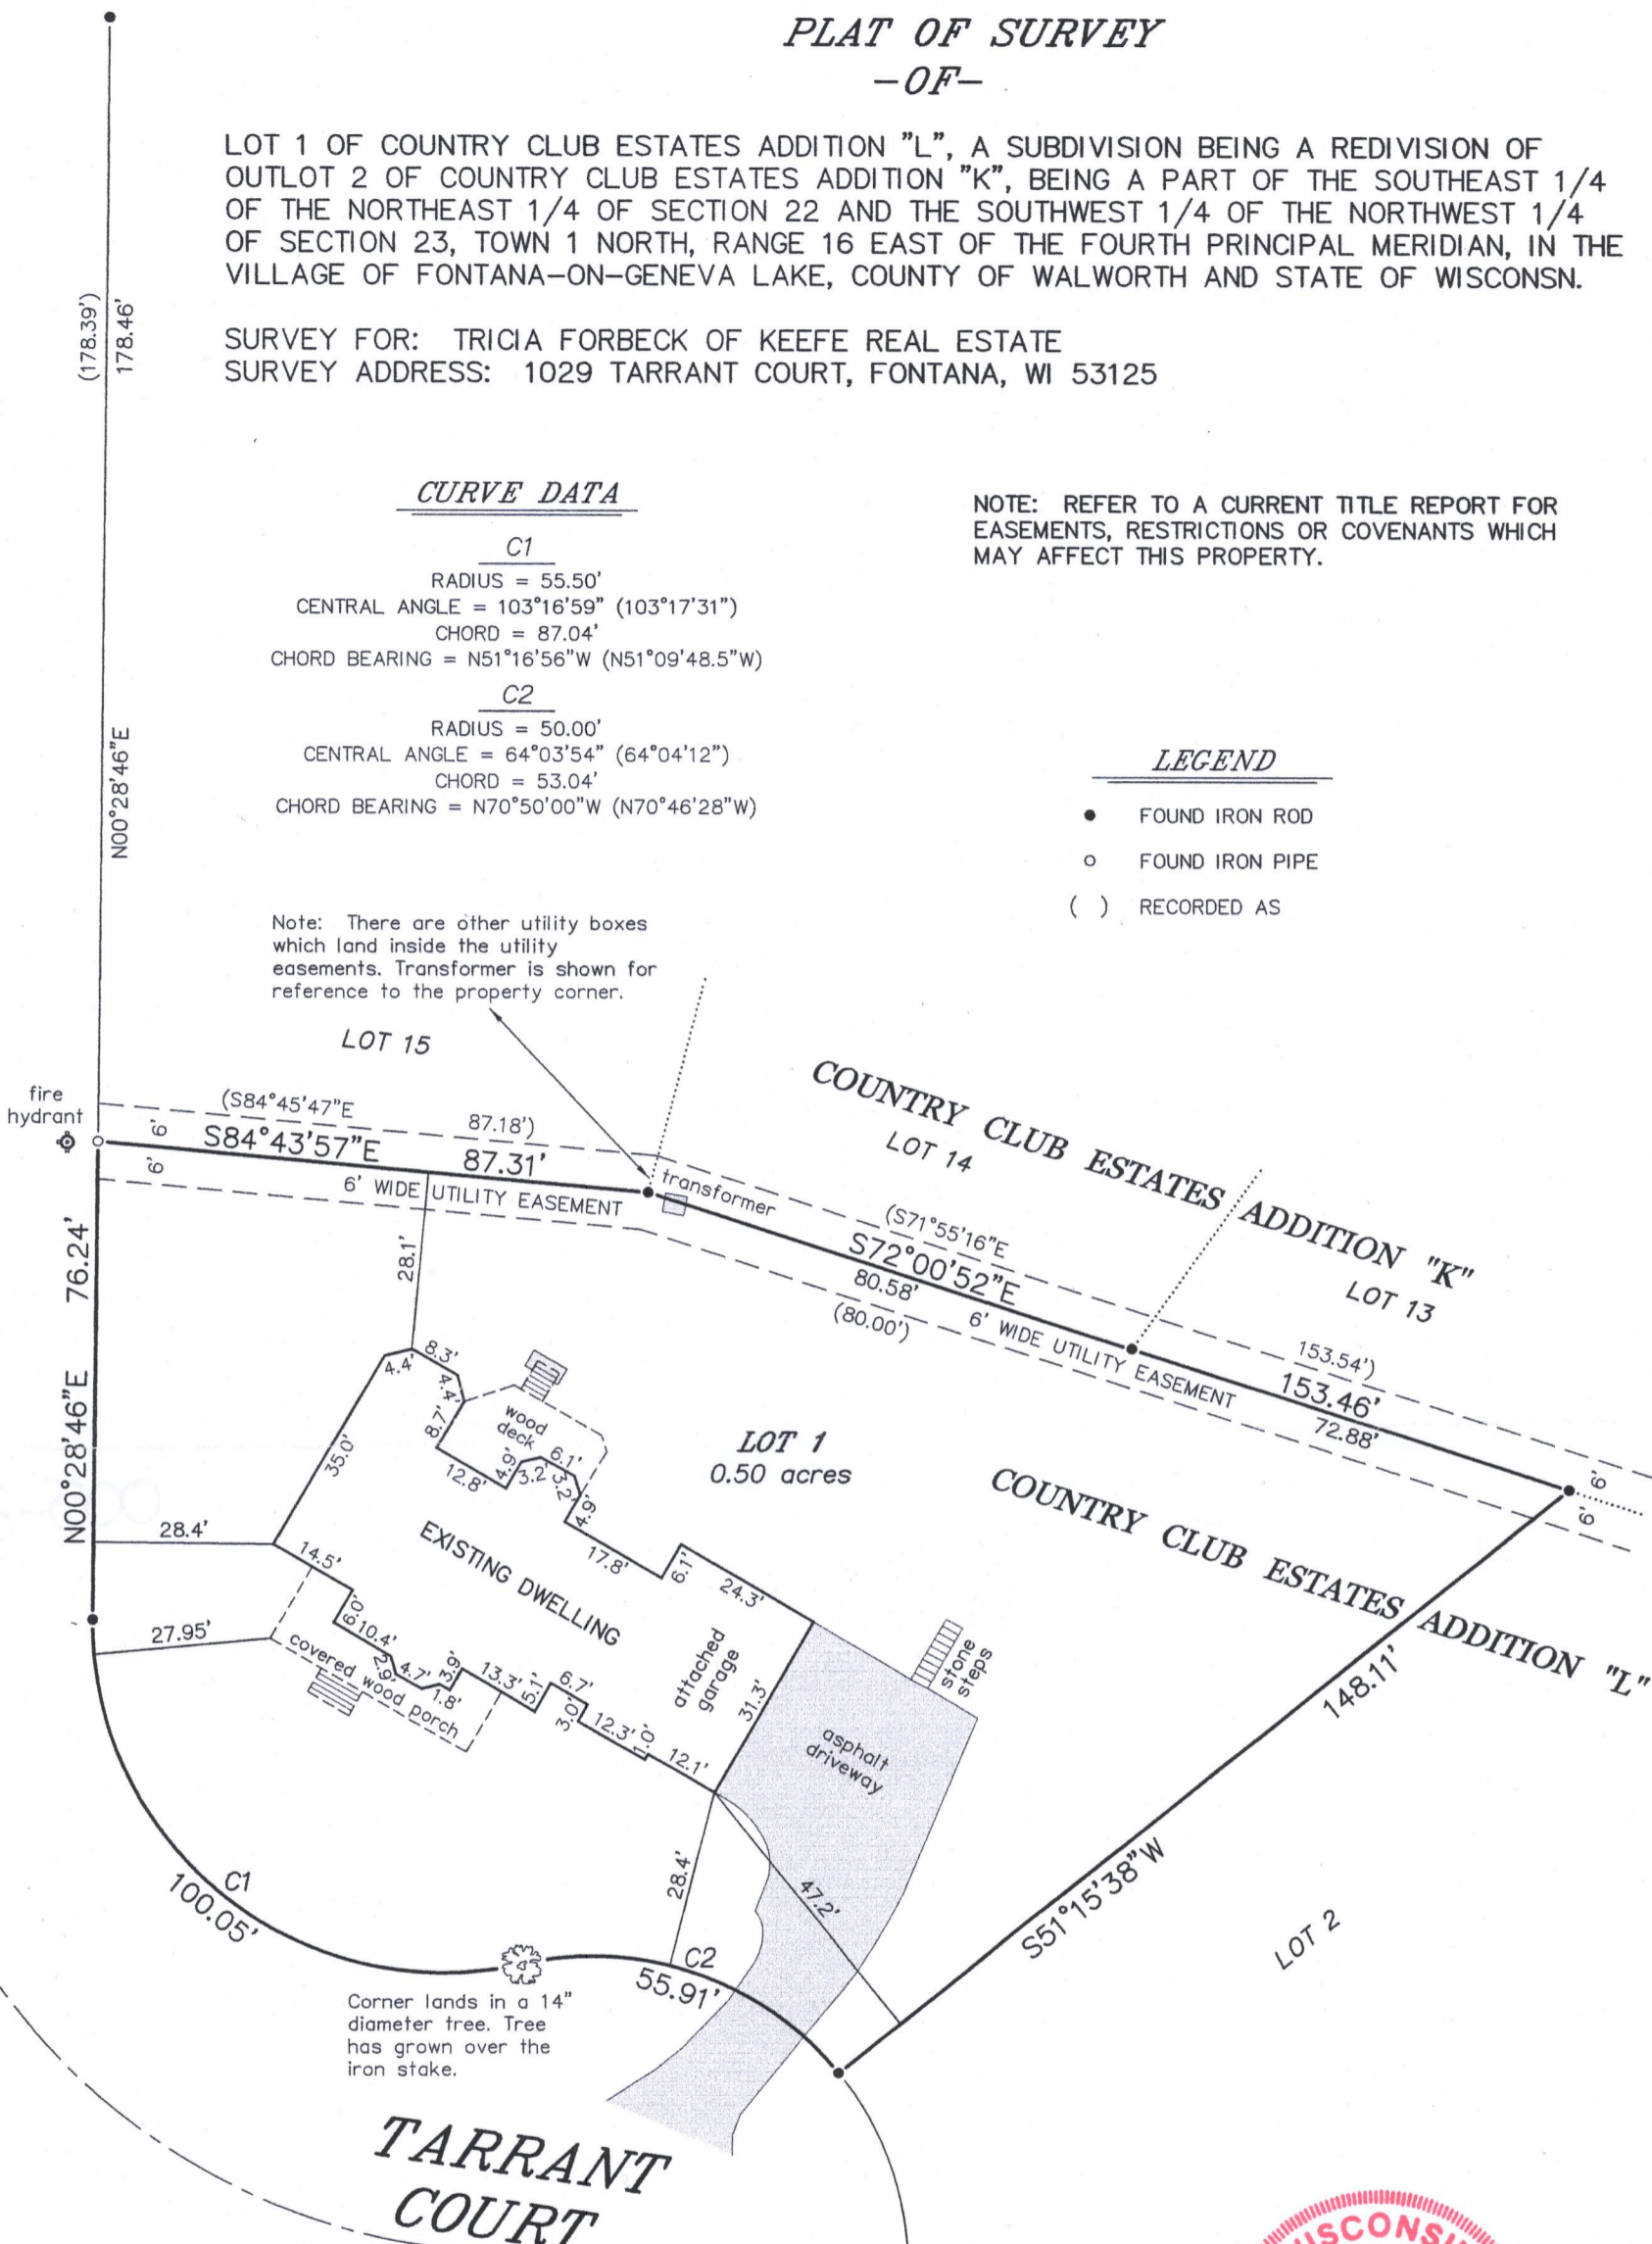 PLAT OF SURVEY
-OF-
LOT 1 OF COUNTRY CLUB ESTATES ADDITION "L", A SUBDIVISION BEING A REDIVISION OF
OUTLOT 2 OF COUNTRY CLUB ESTATES ADDITION "K", BEING A PART OF THE SOUTHEAST 1/4
OF THE NORTHEAST 1/4 OF SECTION 22 AND THE SOUTHWEST 1/4 OF THE NORTHWEST 1/4
OF SECTION 23, TOWN 1 NORTH, RANGE 16 EAST OF THE FOURTH PRINCIPAL MERIDIAN, IN THE
VILLAGE OF FONTANA-ON-GENEVA LAKE, COUNTY OF WALWORTH AND STATE OF WISCONSN.
SURVEY FOR: TRICIA FORBECK OF KEEFE REAL ESTATE
SURVEY ADDRESS: 1029 TARRANT COURT, FONTANA, WI 53125
(178.39')
178.46'
N00°28'46"E
CURVE DATA
C1
RADIUS = 55.50'
CENTRAL ANGLE = 103°16'59" (103°17'31")
CHORD = 87.04'
CHORD BEARING = N51°16'56"W (N51°09'48.5"W)
C2
RADIUS = 50.00'
CENTRAL ANGLE = 64°03'54" (64°04'12")
CHORD = 53.04'
CHORD BEARING = N70°50'00"W (N70°46'28"W)
NOTE: REFER TO A CURRENT TITLE REPORT FOR
EASEMENTS, RESTRICTIONS OR COVENANTS WHICH
MAY AFFECT THIS PROPERTY.
LEGEND
FOUND IRON ROD
FOUND IRON PIPE
( ) RECORDED AS
Note: There are other utility boxes
which land inside the utility
easements. Transformer is shown for
reference to the property corner.
LOT 15
fire
hydrant
(S84°45'47"E 87.18')
6'
S84°43'57"E 87.31'
6'
6' WIDE UTILITY EASEMENT
transformer
COUNTRY CLUB ESTATES ADDITION "K"
LOT 14
LOT 13
(S71°55'16"E 153.54')
S72°00'52"E 153.46'
80.58'
(80.00')
6' WIDE UTILITY EASEMENT
72.88'
6'
6'
N00°28'46"E 76.24'
28.1'
8.3'
4.4'
4.4'
8.7'
wood
deck
12.8'
4.9'
3.2'
6.1'
3.2'
4.9'
17.8'
6.1'
24.3'
35.0'
LOT 1
0.50 acres
COUNTRY CLUB ESTATES ADDITION "L"
28.4'
14.5'
EXISTING DWELLING
attached
garage
31.3'
stone
steps
asphalt
driveway
27.95'
6.0'
10.4'
2.9'
4.7'
1.8'
3.9'
13.3'
5.1'
6.7'
3.0'
12.3'
1.0'
12.1'
covered wood porch
148.11'
S51°15'38"W
LOT 2
28.4'
47.2'
C1
100.05'
C2
55.91'
Corner lands in a 14"
diameter tree. Tree
has grown over the
iron stake.
TARRANT
COURT